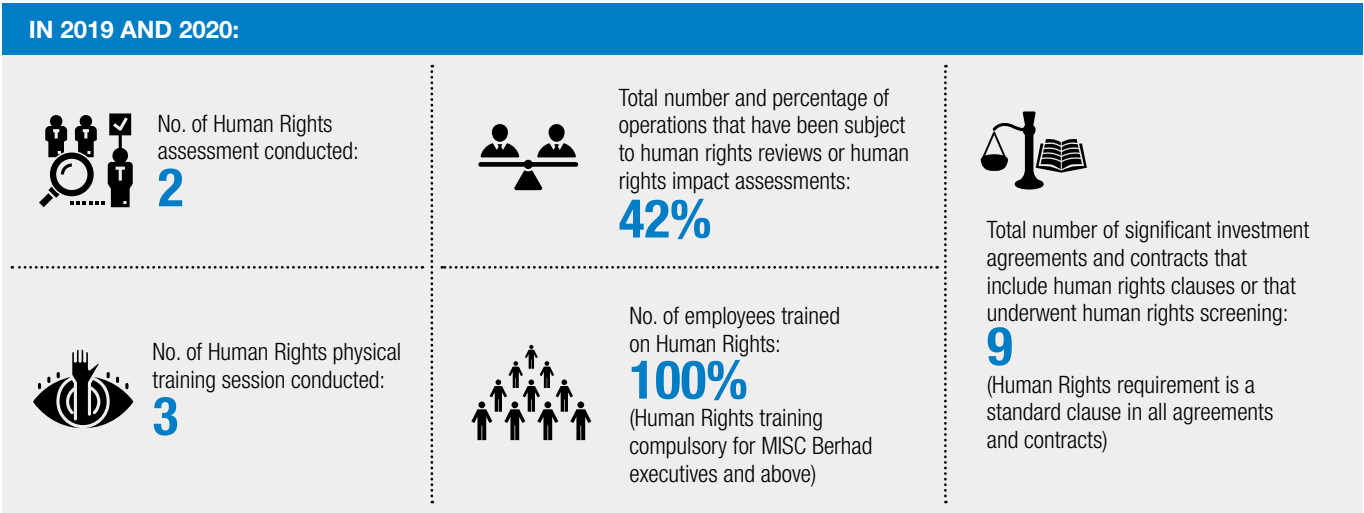 IN 2019 AND 2020:
No. of Human Rights
assessment conducted:
2
Total number and percentage of
operations that have been subject
to human rights reviews or human
rights impact assessments:
42%
Total number of significant investment
agreements and contracts that
include human rights clauses or that
underwent human rights screening:
9
(Human Rights requirement is a
standard clause in all agreements
and contracts)
No. of Human Rights physical
training session conducted:
3
No. of employees trained
on Human Rights:
100%
(Human Rights training
compulsory for MISC Berhad
executives and above)